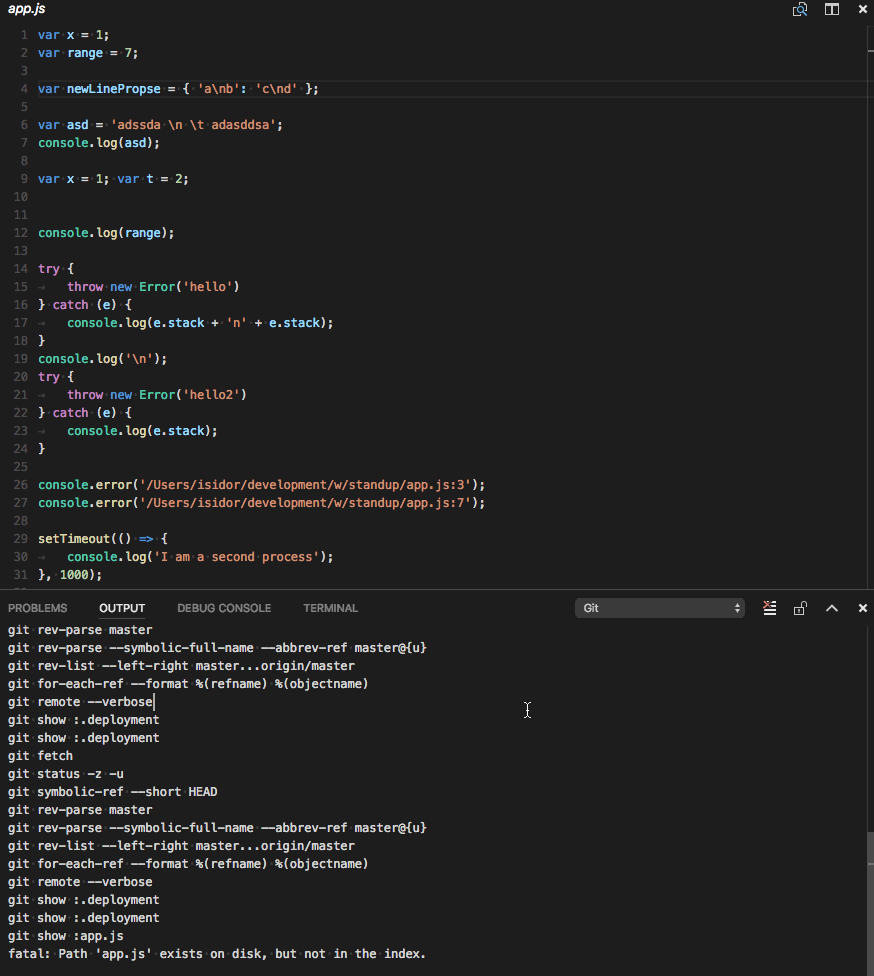 app.js
1 var x = 1;
2 var range = 7;
3
4 var newLinePropse = { 'a\nb': 'c\nd' };
5
6 var asd = 'adssda \n \t adasddsa';
7 console.log(asd);
8
9 var x = 1; var t = 2;
10
11
12 console.log(range);
13
14 try {
15 throw new Error('hello')
16 } catch (e) {
17 console.log(e.stack + 'n' + e.stack);
18 }
19 console.log('\n');
20 try {
21 throw new Error('hello2')
22 } catch (e) {
23 console.log(e.stack);
24 }
25
26 console.error('/Users/isidor/development/w/standup/app.js:3');
27 console.error('/Users/isidor/development/w/standup/app.js:7');
28
29 setTimeout(() => {
30 console.log('I am a second process');
31 }, 1000);
PROBLEMS OUTPUT DEBUG CONSOLE TERMINAL Git
git rev-parse master
git rev-parse --symbolic-full-name --abbrev-ref master@{u}
git rev-list --left-right master...origin/master
git for-each-ref --format %(refname) %(objectname)
git remote --verbose
git show :.deployment
git show :.deployment
git fetch
git status -z -u
git symbolic-ref --short HEAD
git rev-parse master
git rev-parse --symbolic-full-name --abbrev-ref master@{u}
git rev-list --left-right master...origin/master
git for-each-ref --format %(refname) %(objectname)
git remote --verbose
git show :.deployment
git show :.deployment
git show :app.js
fatal: Path 'app.js' exists on disk, but not in the index.